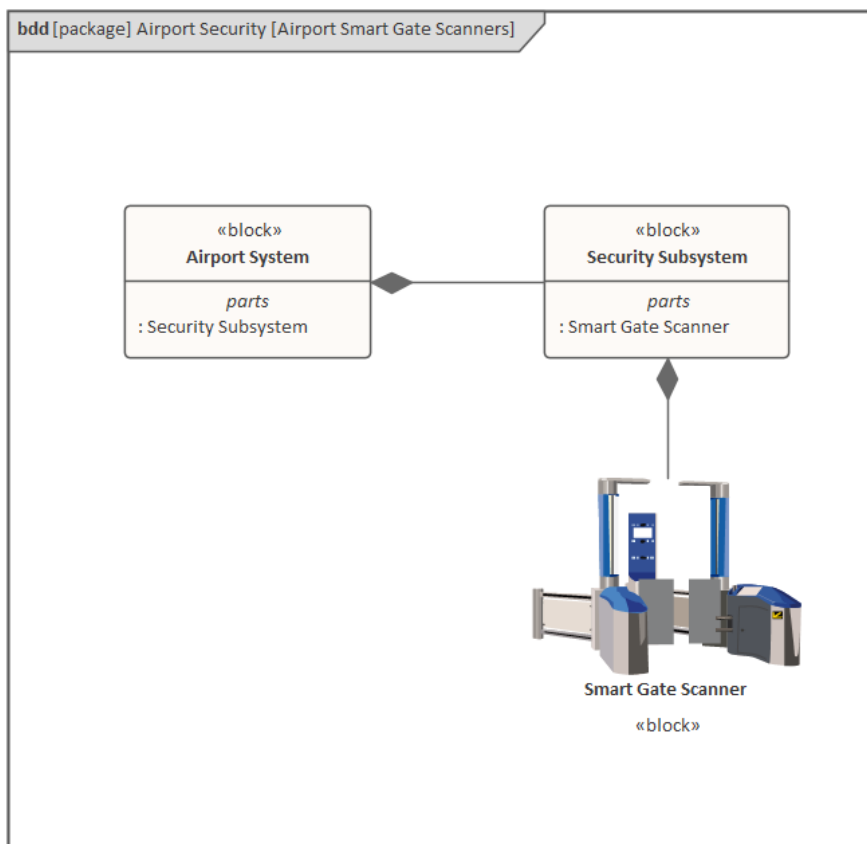 bdd [package] Airport Security [Airport Smart Gate Scanners]
«block»
Airport System
parts
: Security Subsystem
«block»
Security Subsystem
parts
: Smart Gate Scanner
Smart Gate Scanner
«block»